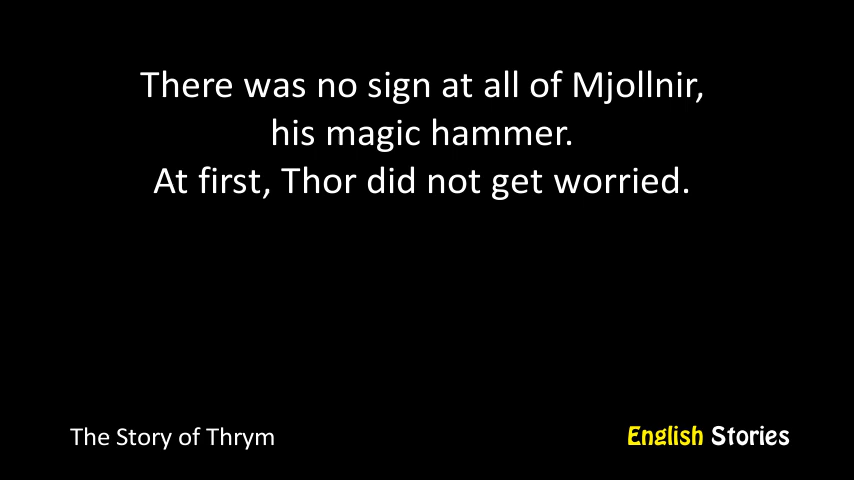 There was no sign at all of Mjollnir,
his magic hammer.
At first, Thor did not get worried.
The Story of Thrym
English Stories